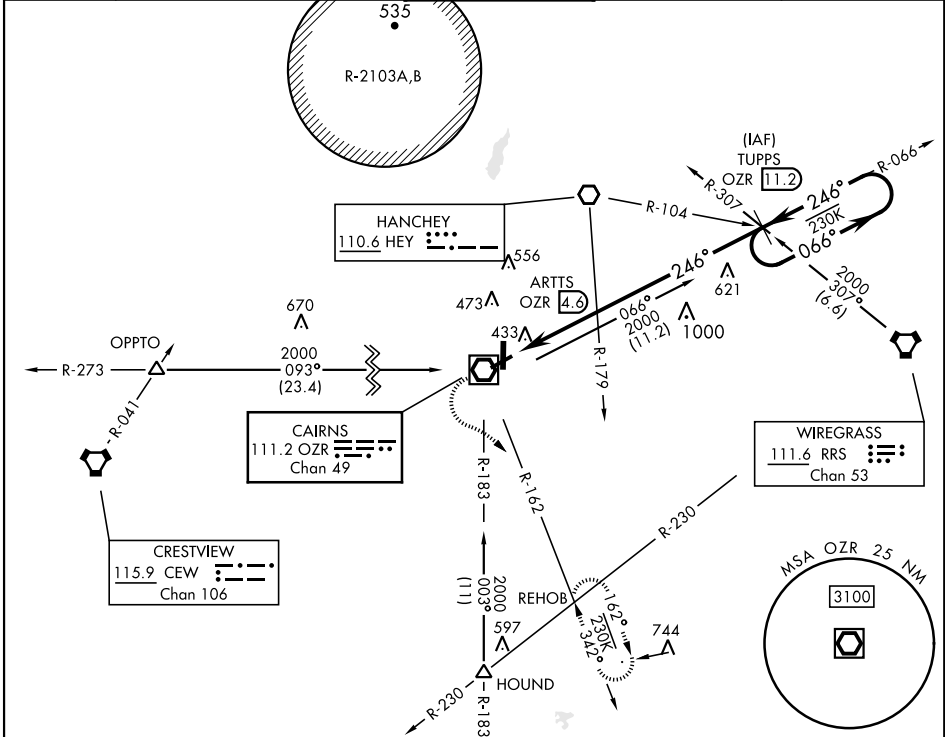 535
R-2103A,B
(IAF)
TUPPS
OZR 11.2
R-066
R-307
246°
230K
066°
HANCHEY
110.6 HEY
R-104
556
ARTTS
OZR 4.6
473
433
246°
066°
2000
(11.2)
621
1000
2000
307°
(6.6)
670
OPPTO
R-273
2000
093°
(23.4)
R-179
R-041
CAIRNS
111.2 OZR
Chan 49
WIREGRASS
111.6 RRS
Chan 53
R-183
R-162
R-230
CRESTVIEW
115.9 CEW
Chan 106
2000
003°
(11)
REHOB
162°
230K
342°
597
744
HOUND
R-230
R-183
MSA OZR 25 NM
3100